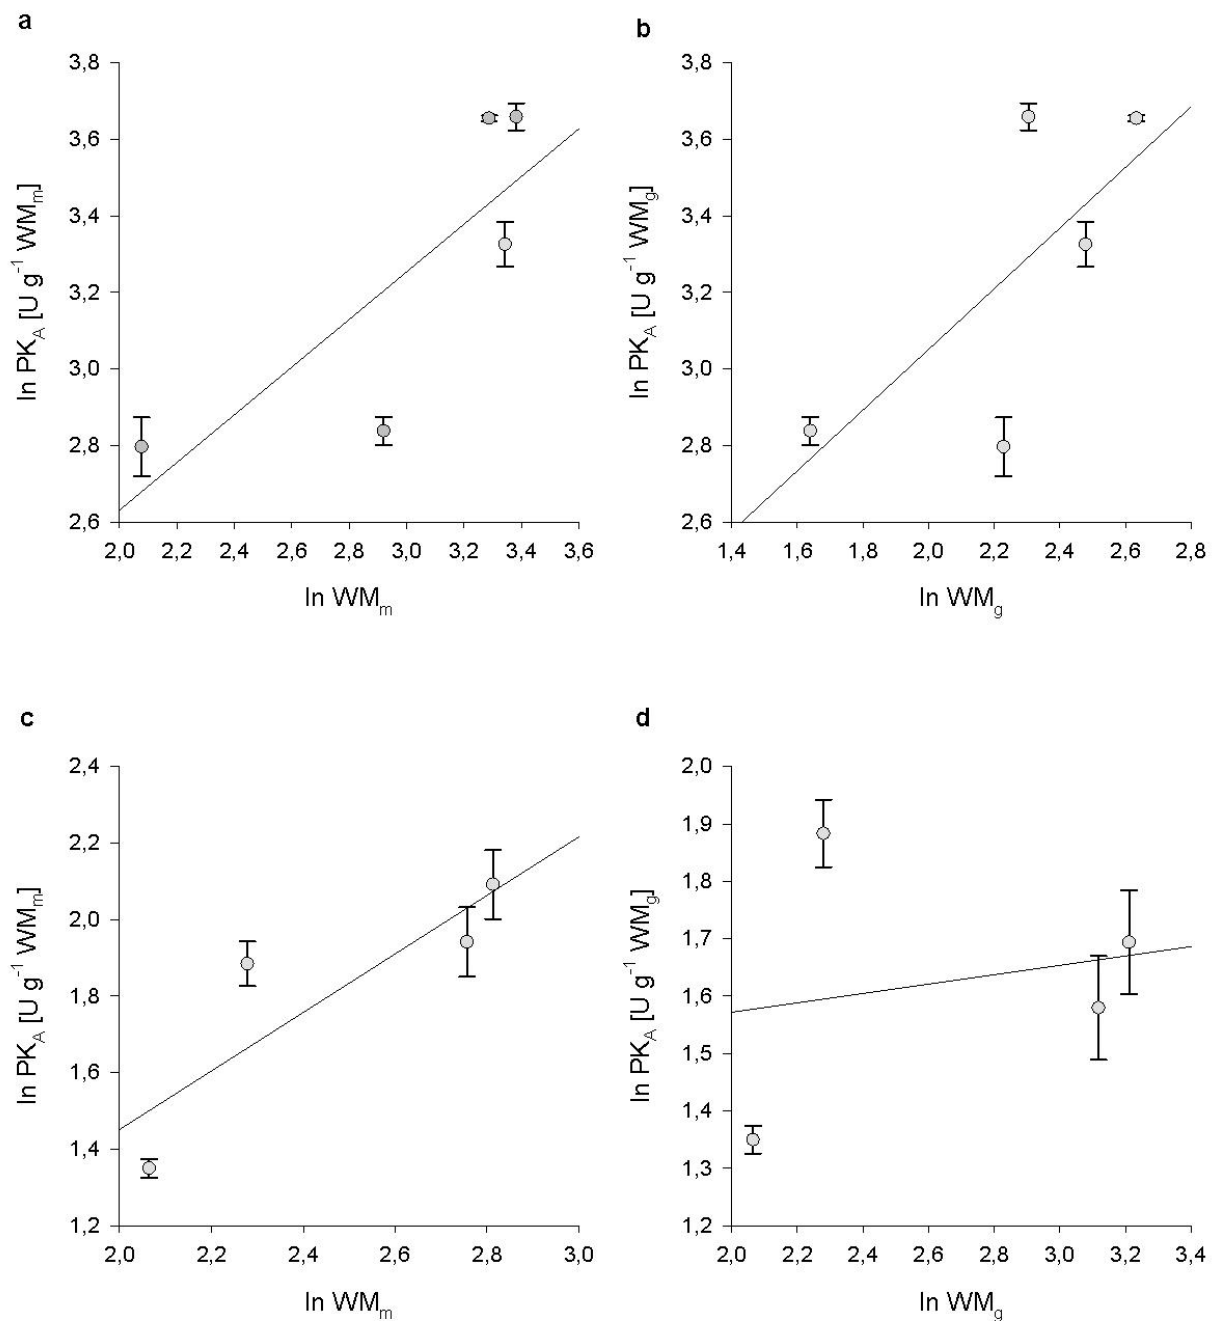 a
3,8
3,6
3,4
3,2
3,0
2,8
2,6
ln PK_A [U g⁻¹ WM_m]
2,0 2,2 2,4 2,6 2,8 3,0 3,2 3,4 3,6
ln WM_m
b
3,8
3,6
3,4
3,2
3,0
2,8
2,6
ln PK_A [U g⁻¹ WM_g]
1,4 1,6 1,8 2,0 2,2 2,4 2,6 2,8
ln WM_g
c
2,4
2,2
2,0
1,8
1,6
1,4
1,2
ln PK_A [U g⁻¹ WM_m]
2,0 2,2 2,4 2,6 2,8 3,0
ln WM_m
d
2,0
1,9
1,8
1,7
1,6
1,5
1,4
1,3
1,2
ln PK_A [U g⁻¹ WM_g]
2,0 2,2 2,4 2,6 2,8 3,0 3,2 3,4
ln WM_g